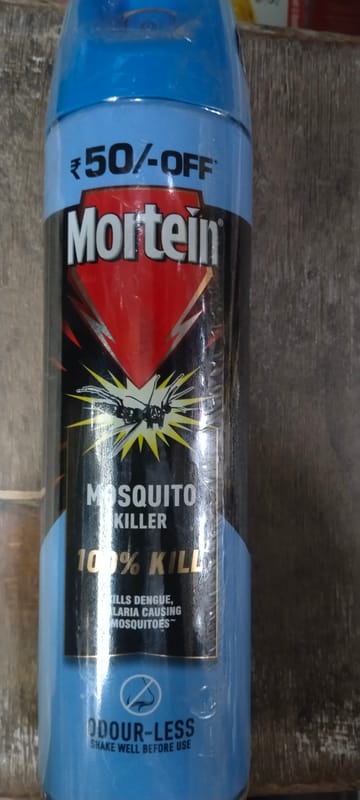 ₹50/-OFF*
Mortein®
MOSQUITO
KILLER
100% KILL
KILLS DENGUE,
MALARIA CAUSING
MOSQUITOES~
ODOUR-LESS
SHAKE WELL BEFORE USE